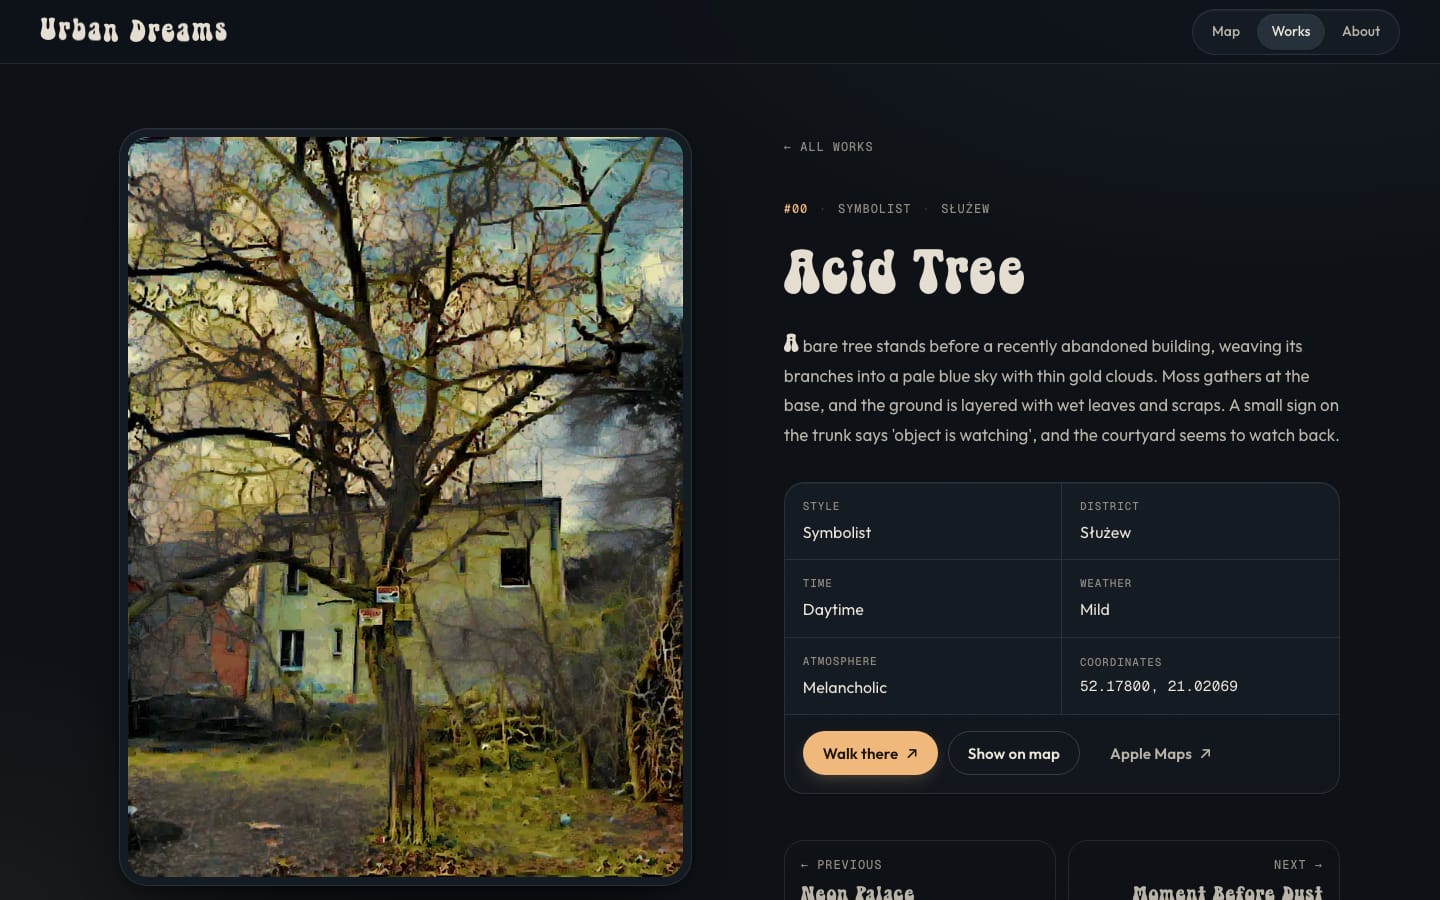 Urban Dreams
Map
Works
About
← ALL WORKS
#00 · SYMBOLIST · SŁUŻEW
Acid Tree
A bare tree stands before a recently abandoned building, weaving its
branches into a pale blue sky with thin gold clouds. Moss gathers at the
base, and the ground is layered with wet leaves and scraps. A small sign on
the trunk says 'object is watching', and the courtyard seems to watch back.
STYLE
Symbolist
DISTRICT
Służew
TIME
Daytime
WEATHER
Mild
ATMOSPHERE
Melancholic
COORDINATES
52.17800, 21.02069
Walk there ↗
Show on map
Apple Maps ↗
← PREVIOUS
Neon Palace
NEXT →
Moment Before Dust